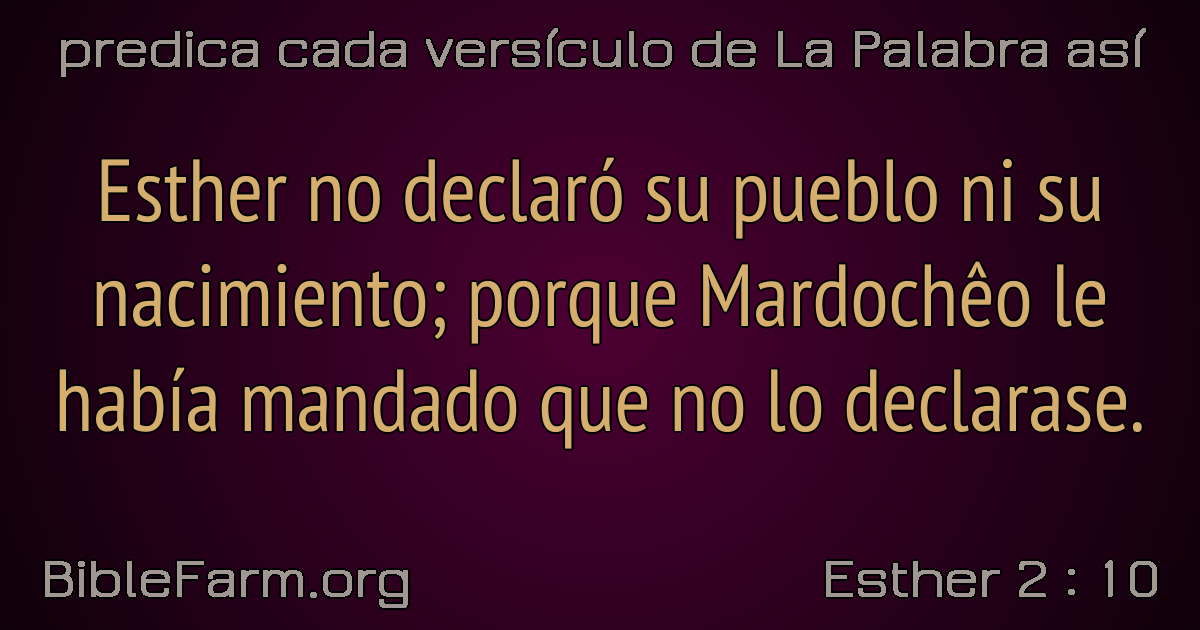 predica cada versículo de La Palabra así
Esther no declaró su pueblo ni su
nacimiento; porque Mardochêo le
había mandado que no lo declarase.
BibleFarm.org
Esther 2 : 10